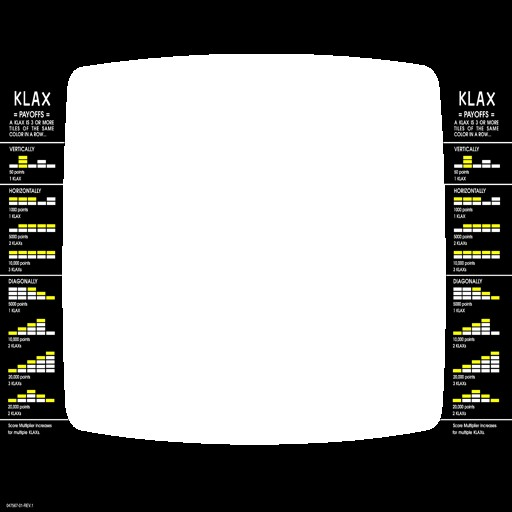 KLAX
= PAYOFFS =
A KLAX IS 3 OR MORE
TILES OF THE SAME
COLOR IN A ROW...
VERTICALLY
50 points
1 KLAX
HORIZONTALLY
1000 points
1 KLAX
5000 points
2 KLAXs
10,000 points
3 KLAXs
DIAGONALLY
5000 points
1 KLAX
10,000 points
2 KLAXs
20,000 points
3 KLAXs
20,000 points
2 KLAXs
Score Multiplier increases
for multiple KLAXs.
KLAX
= PAYOFFS =
A KLAX IS 3 OR MORE
TILES OF THE SAME
COLOR IN A ROW...
VERTICALLY
50 points
1 KLAX
HORIZONTALLY
1000 points
1 KLAX
5000 points
2 KLAXs
10,000 points
3 KLAXs
DIAGONALLY
5000 points
1 KLAX
10,000 points
2 KLAXs
20,000 points
3 KLAXs
20,000 points
2 KLAXs
Score Multiplier increases
for multiple KLAXs.